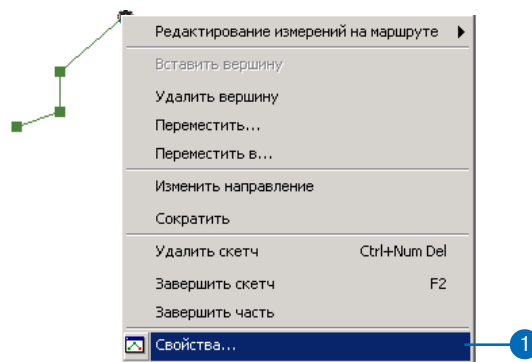 Редактирование измерений на маршруте
Вставить вершину
Удалить вершину
Переместить...
Переместить в...
Изменить направление
Сократить
Удалить скетч Ctrl+Num Del
Завершить скетч F2
Завершить часть
Свойства... 1